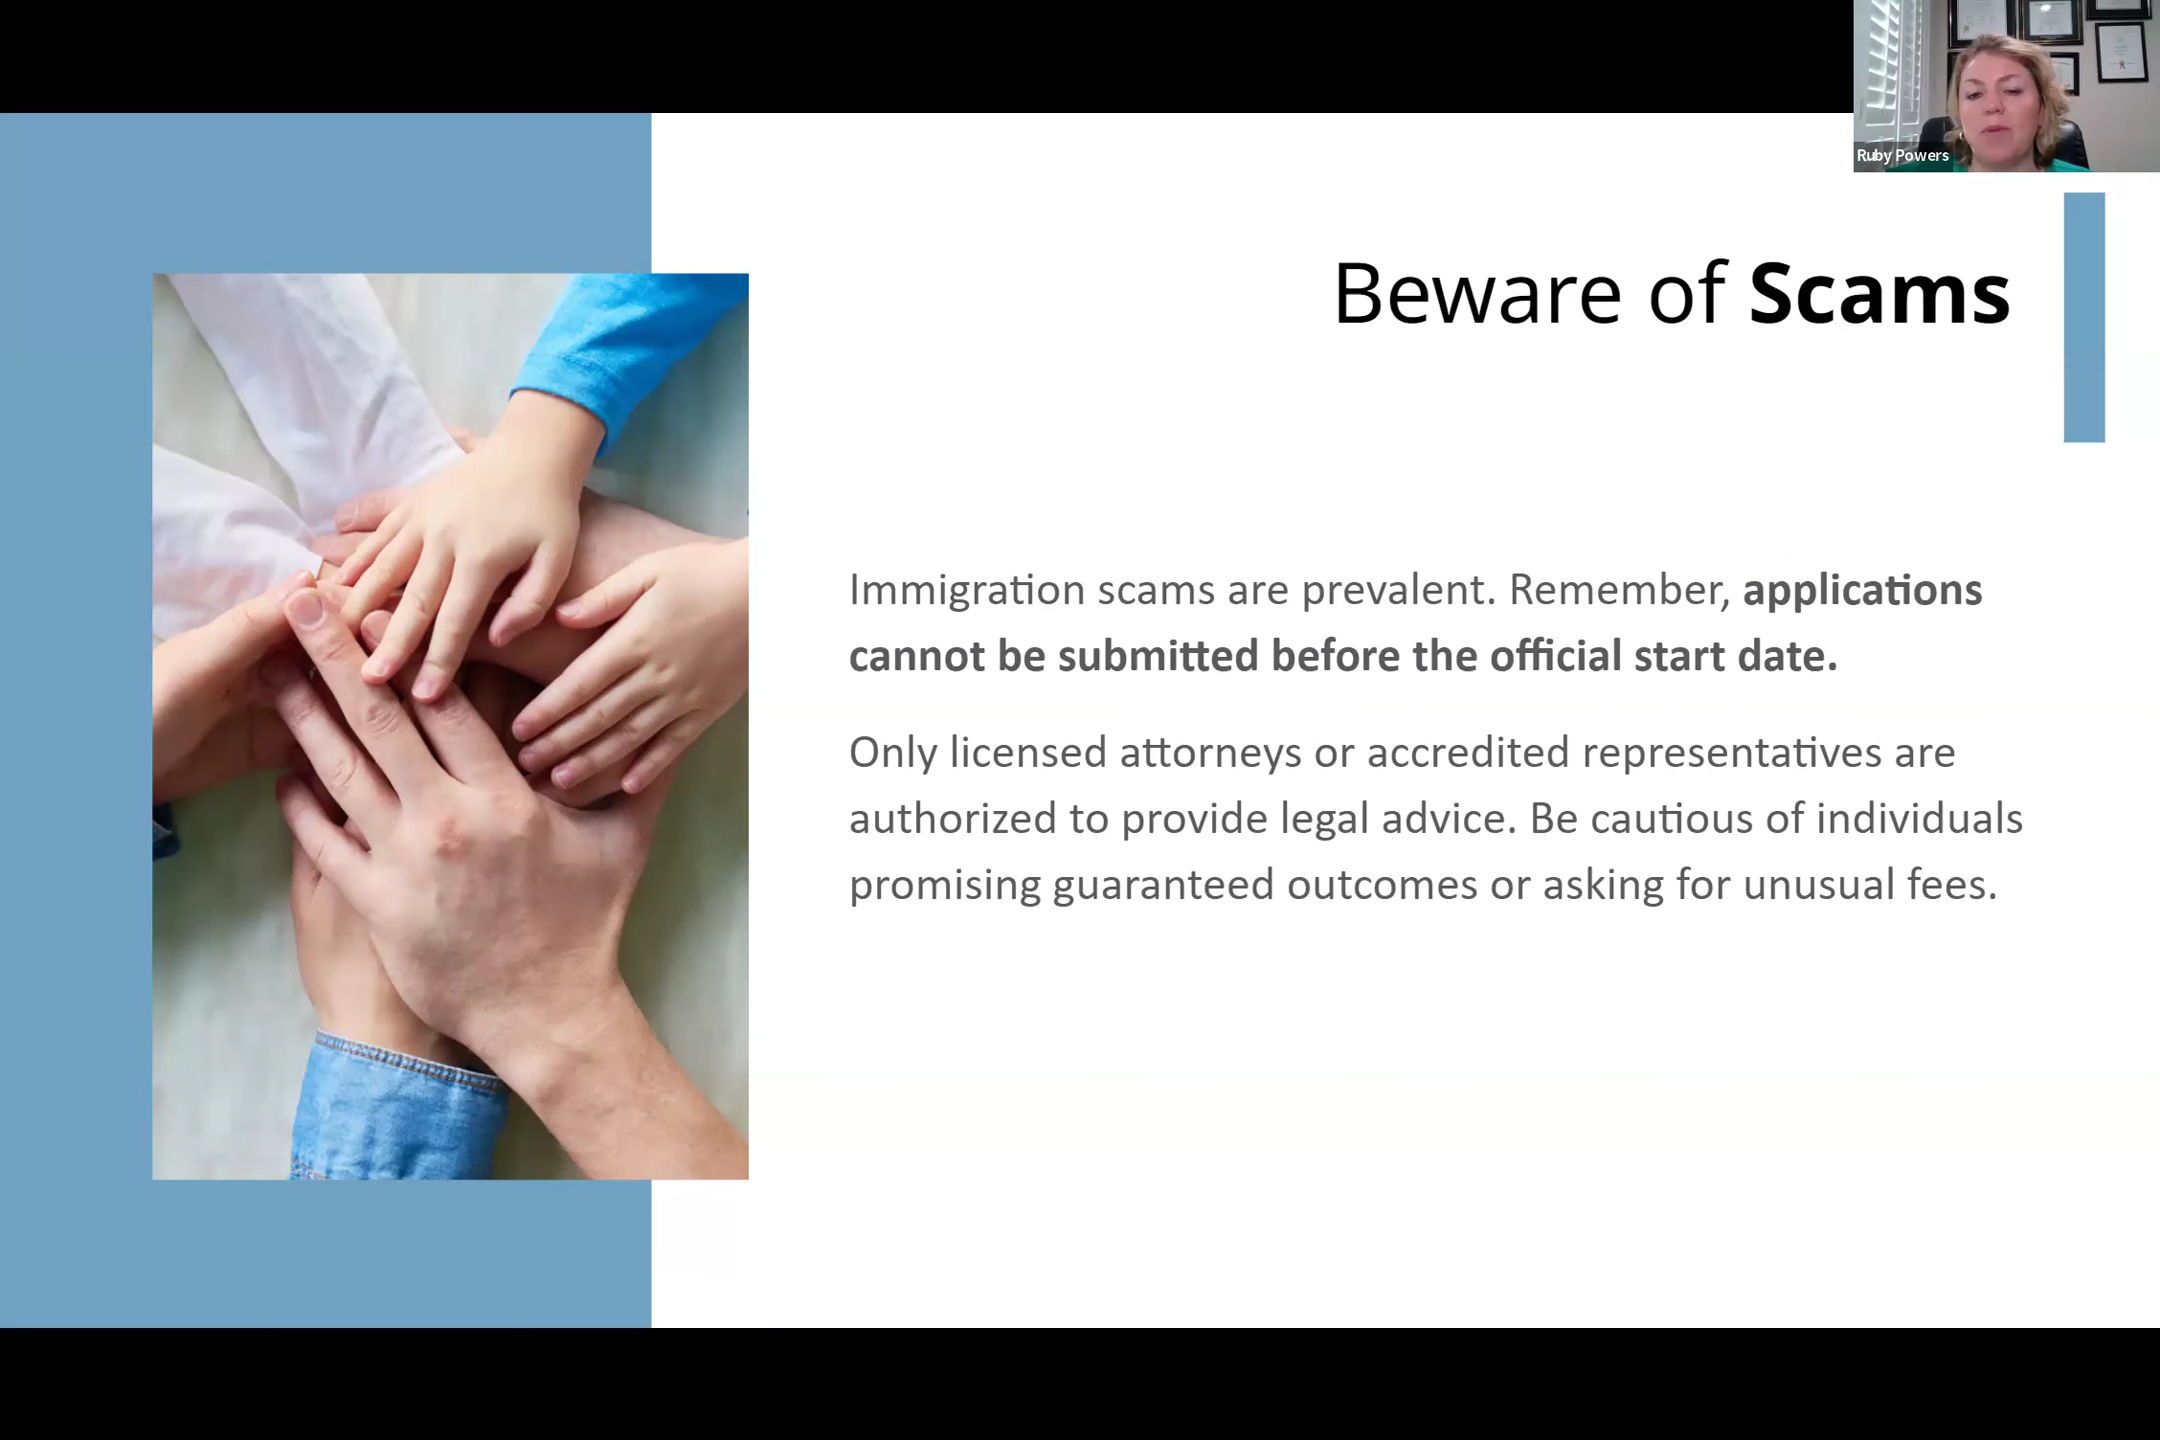 Ruby Powers
Beware of Scams
Immigration scams are prevalent. Remember, applications
cannot be submitted before the official start date.
Only licensed attorneys or accredited representatives are
authorized to provide legal advice. Be cautious of individuals
promising guaranteed outcomes or asking for unusual fees.